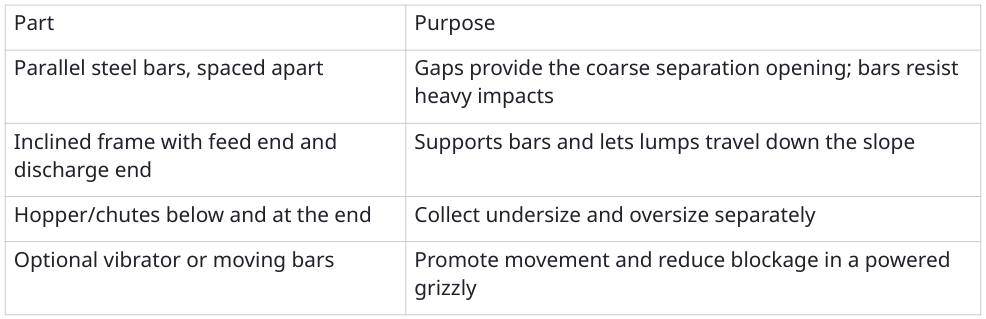 Part
Purpose
Parallel steel bars, spaced apart
Gaps provide the coarse separation opening; bars resist
heavy impacts
Inclined frame with feed end and
discharge end
Supports bars and lets lumps travel down the slope
Hopper/chutes below and at the end
Collect undersize and oversize separately
Optional vibrator or moving bars
Promote movement and reduce blockage in a powered
grizzly